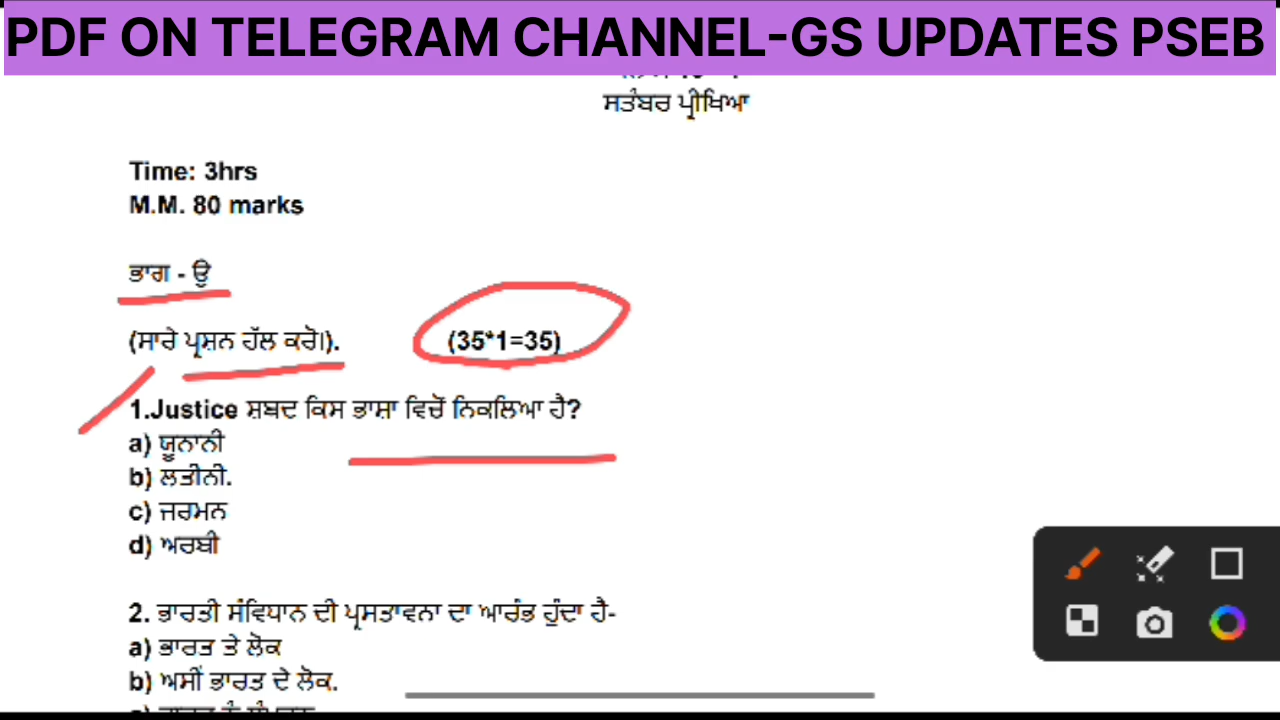 PDF ON TELEGRAM CHANNEL-GS UPDATES PSEB
ਸਤੰਬਰ ਪ੍ਰੀਖਿਆ
Time: 3hrs
M.M. 80 marks
ਭਾਗ - ਉ
(ਸਾਰੇ ਪ੍ਰਸ਼ਨ ਹੱਲ ਕਰੋ।). (35*1=35)
1.Justice ਸ਼ਬਦ ਕਿਸ ਭਾਸ਼ਾ ਵਿਚੋਂ ਨਿਕਲਿਆ ਹੈ?
a) ਯੂਨਾਨੀ
b) ਲਤੀਨੀ.
c) ਜਰਮਨ
d) ਅਰਬੀ
2. ਭਾਰਤੀ ਸੰਵਿਧਾਨ ਦੀ ਪ੍ਰਸਤਾਵਨਾ ਦਾ ਆਰੰਭ ਹੁੰਦਾ ਹੈ-
a) ਭਾਰਤ ਤੇ ਲੋਕ
b) ਅਸੀਂ ਭਾਰਤ ਦੇ ਲੋਕ.